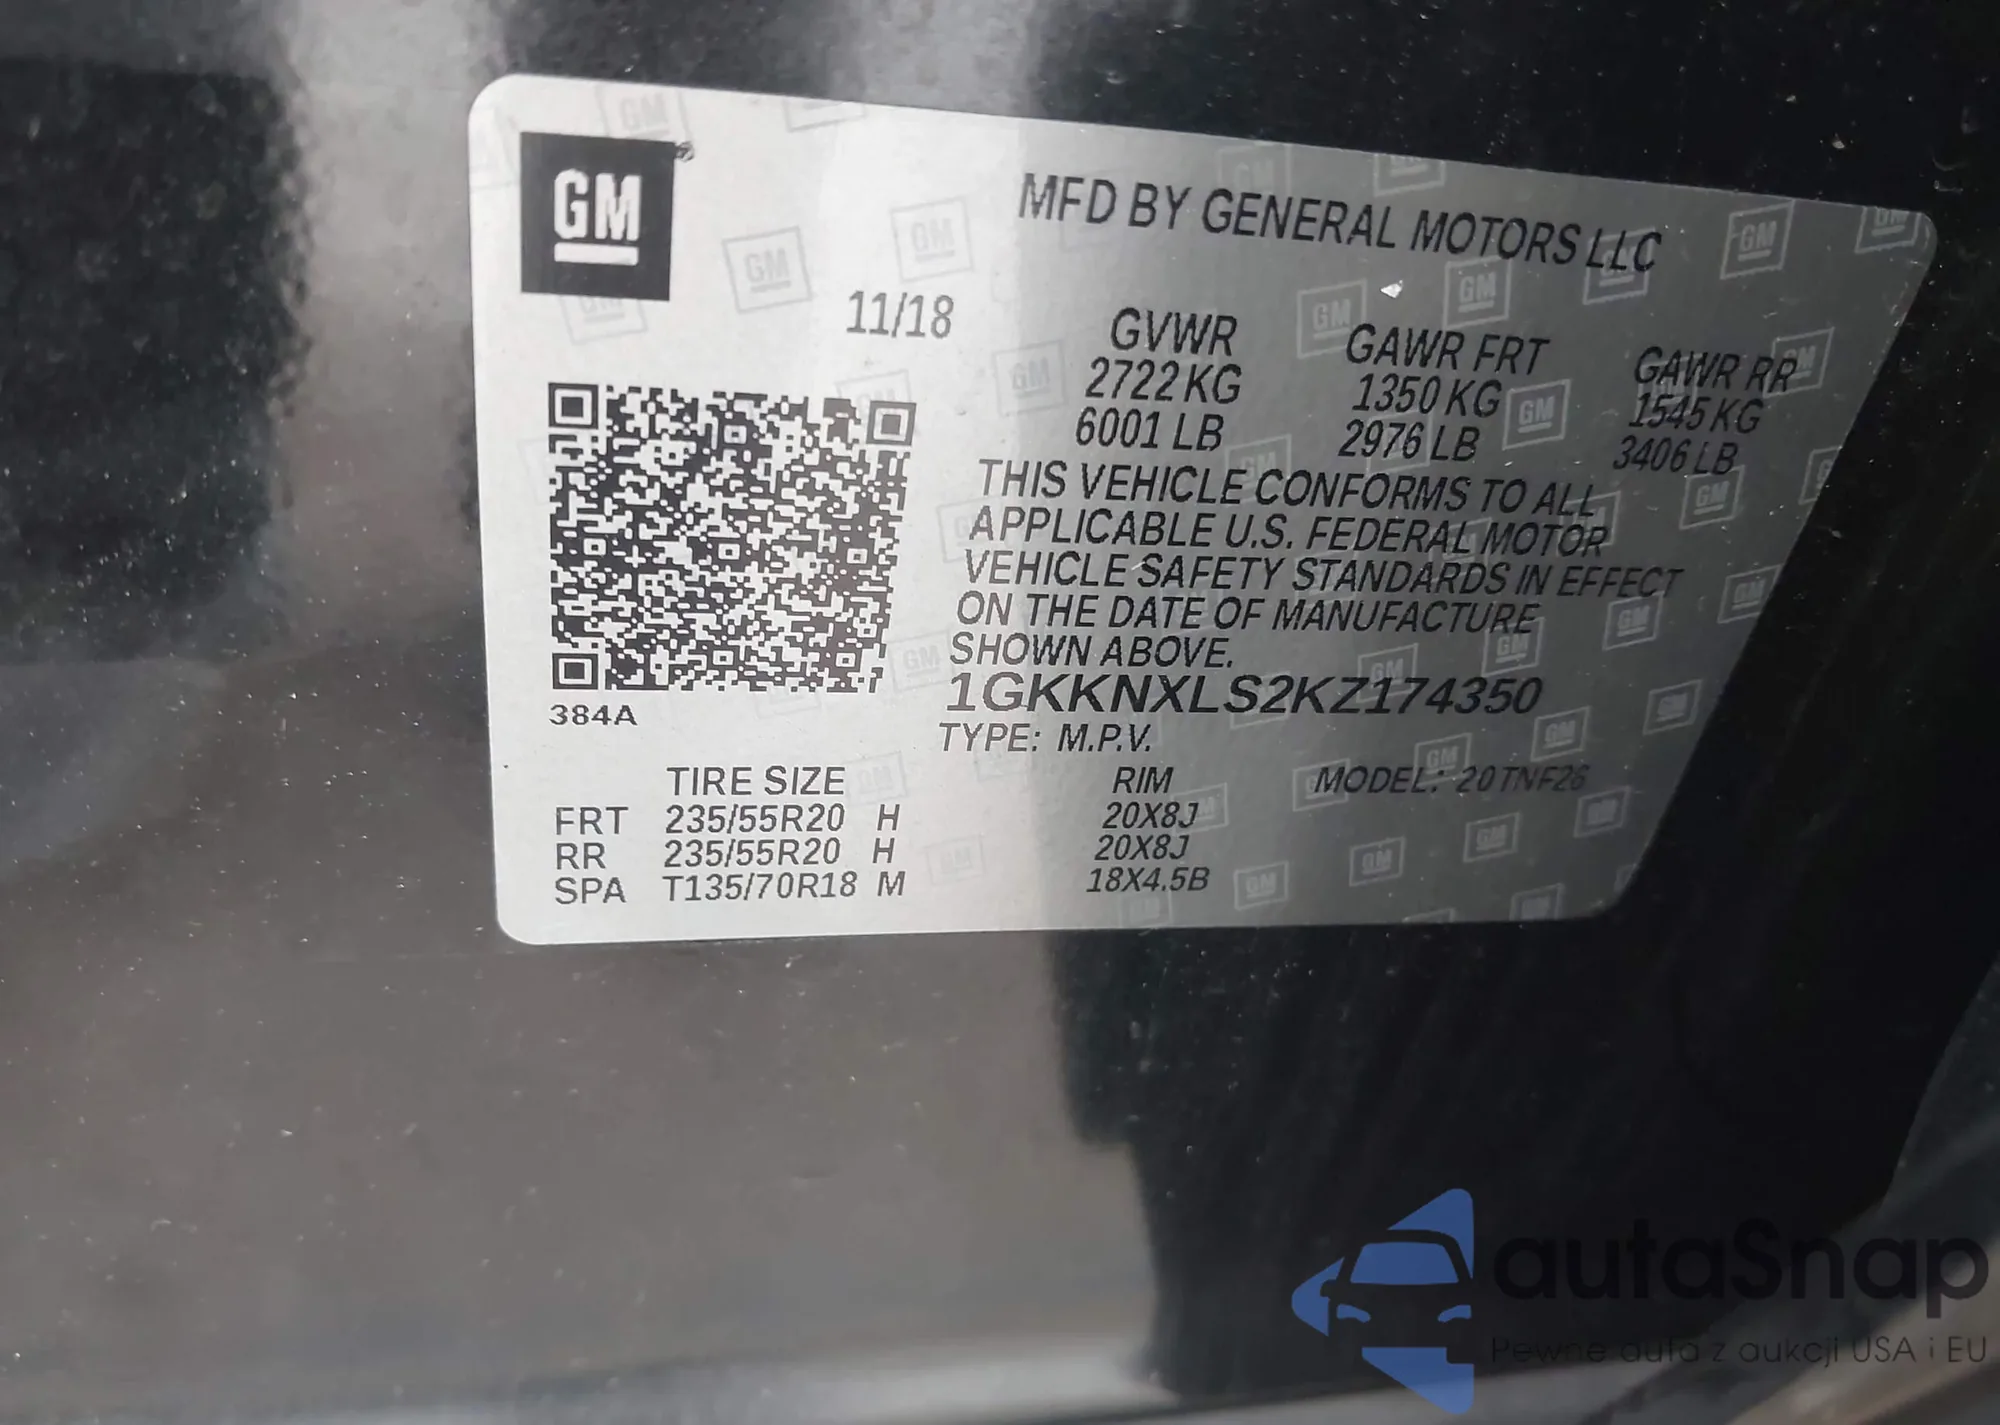 GM
MFD BY GENERAL MOTORS LLC
11/18
GVWR GAWR FRT GAWR RR
2722 KG 1350 KG 1545 KG
6001 LB 2976 LB 3406 LB
THIS VEHICLE CONFORMS TO ALL
APPLICABLE U.S. FEDERAL MOTOR
VEHICLE SAFETY STANDARDS IN EFFECT
ON THE DATE OF MANUFACTURE
SHOWN ABOVE.
1GKKNXLS2KZ174350
384A
TYPE: M.P.V.
TIRE SIZE RIM MODEL: 20TNF26
FRT 235/55R20 H 20X8J
RR 235/55R20 H 20X8J
SPA T135/70R18 M 18X4.5B
autaSnap
Pewne auta z aukcji USA i EU